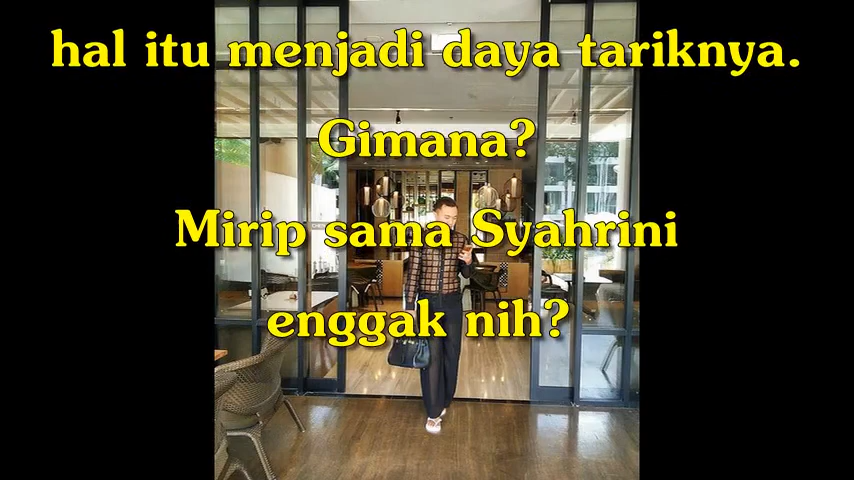 hal itu menjadi daya tariknya.
Gimana?
Mirip sama Syahrini
enggak nih?